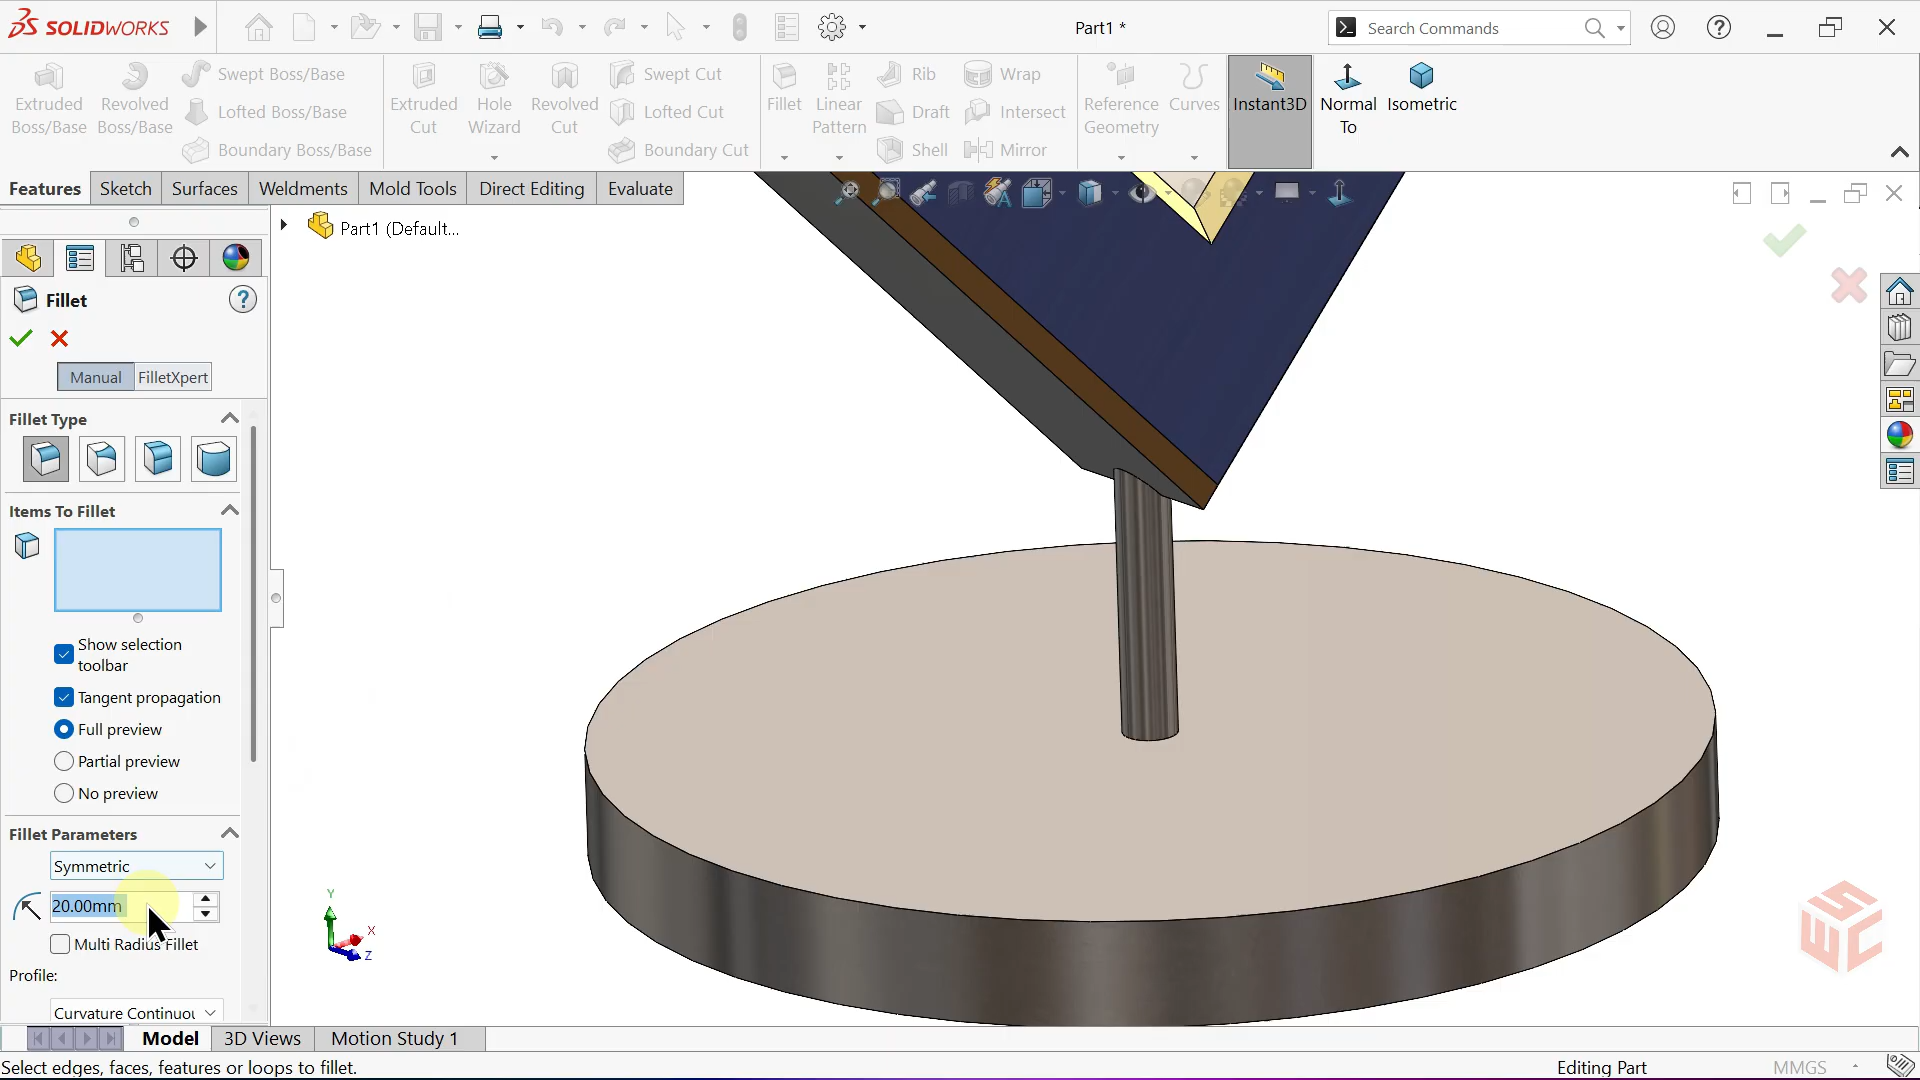 SOLIDWORKS
Part1 *
Search Commands
Extruded Boss/Base
Revolved Boss/Base
Swept Boss/Base
Lofted Boss/Base
Boundary Boss/Base
Extruded Cut
Hole Wizard
Revolved Cut
Swept Cut
Lofted Cut
Boundary Cut
Fillet
Linear Pattern
Rib
Draft
Shell
Wrap
Intersect
Mirror
Reference Geometry
Curves
Instant3D
Normal To
Isometric
Features
Sketch
Surfaces
Weldments
Mold Tools
Direct Editing
Evaluate
Part1 (Default...
Fillet
Manual
FilletXpert
Fillet Type
Items To Fillet
Show selection
toolbar
Tangent propagation
Full preview
Partial preview
No preview
Fillet Parameters
Symmetric
20.00mm
Multi Radius Fillet
Profile:
Curvature Continuou
Y
X
Z
SWC
Model
3D Views
Motion Study 1
Select edges, faces, features or loops to fillet.
Editing Part
MMGS